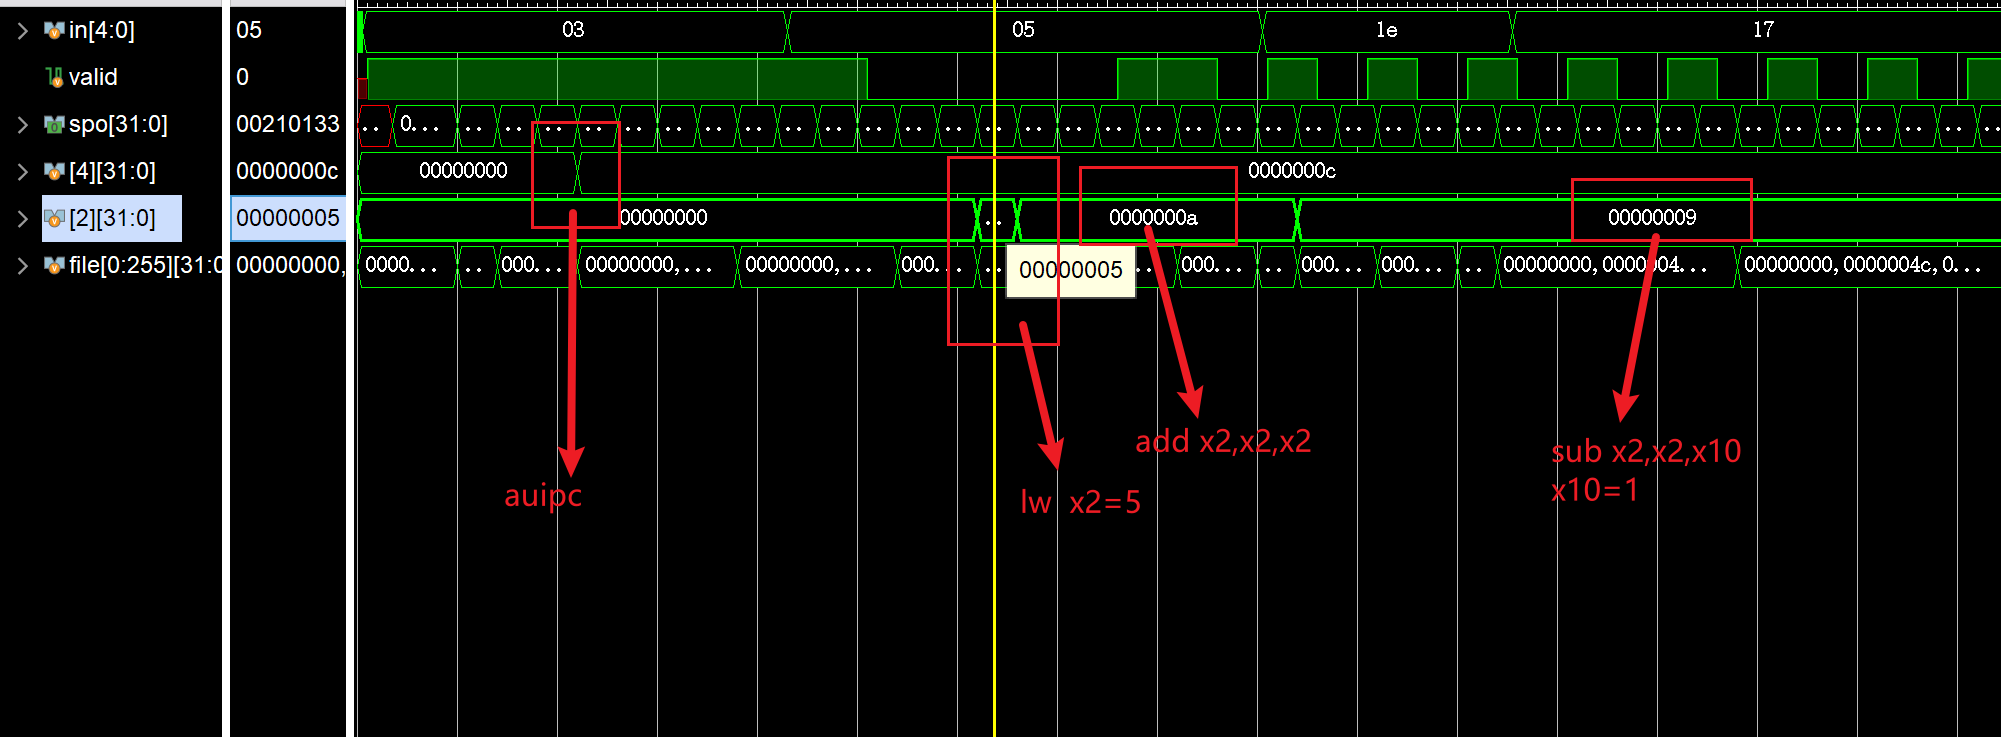 in[4:0] 05 03 05 1e 17
valid 0
spo[31:0] 00210133 .. 0... .. .. .. .. .. .. .. .. .. .. .. .. .. .. .. .. .. .. .. .. .. .. .. .. .. .. .. .. .. .. .. .. .. .. .. .. .. ..
[4][31:0] 0000000c 00000000 0000000c
[2][31:0] 00000005 00000000 .. 0000000a 00000009
file[0:255][31:0 00000000, 0000... .. 000... 00000000,... 00000000,... 000... .. 000... .. 000... 000... .. 00000000,0000004... 00000000,0000004c,0...
00000005
add x2,x2,x2
sub x2,x2,x10
x10=1
auipc
lw x2=5